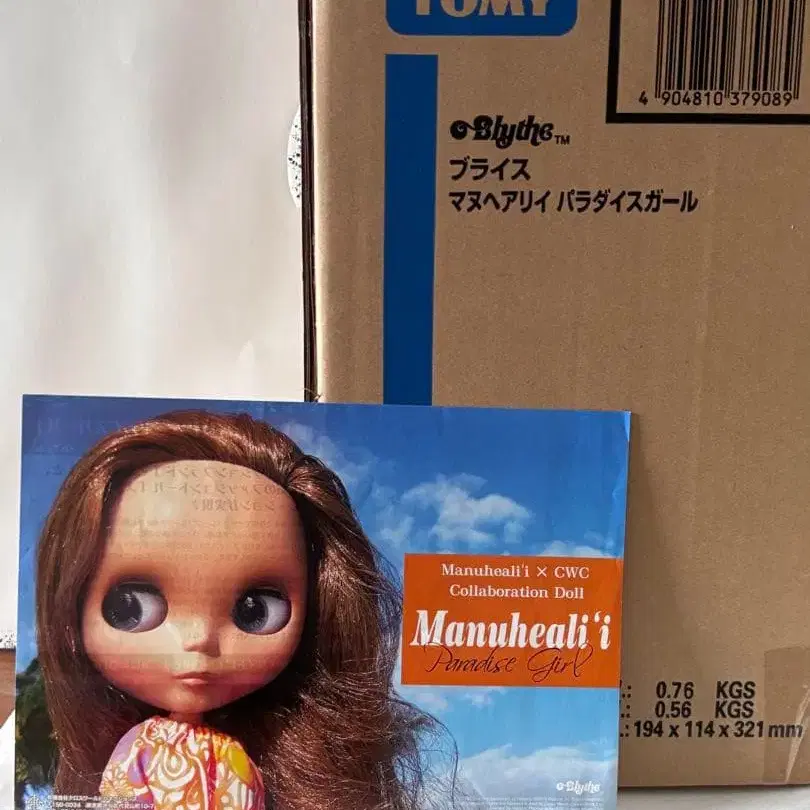 TOMY
4 904810 379089
Blythe™
ブライス
マヌヘアリイ パラダイスガール
Manuheali'i × CWC
Collaboration Doll
Manuheali'i
Paradise Girl
.: 0.76 KGS
.: 0.56 KGS
.: 194 x 114 x 321 mm
Blythe